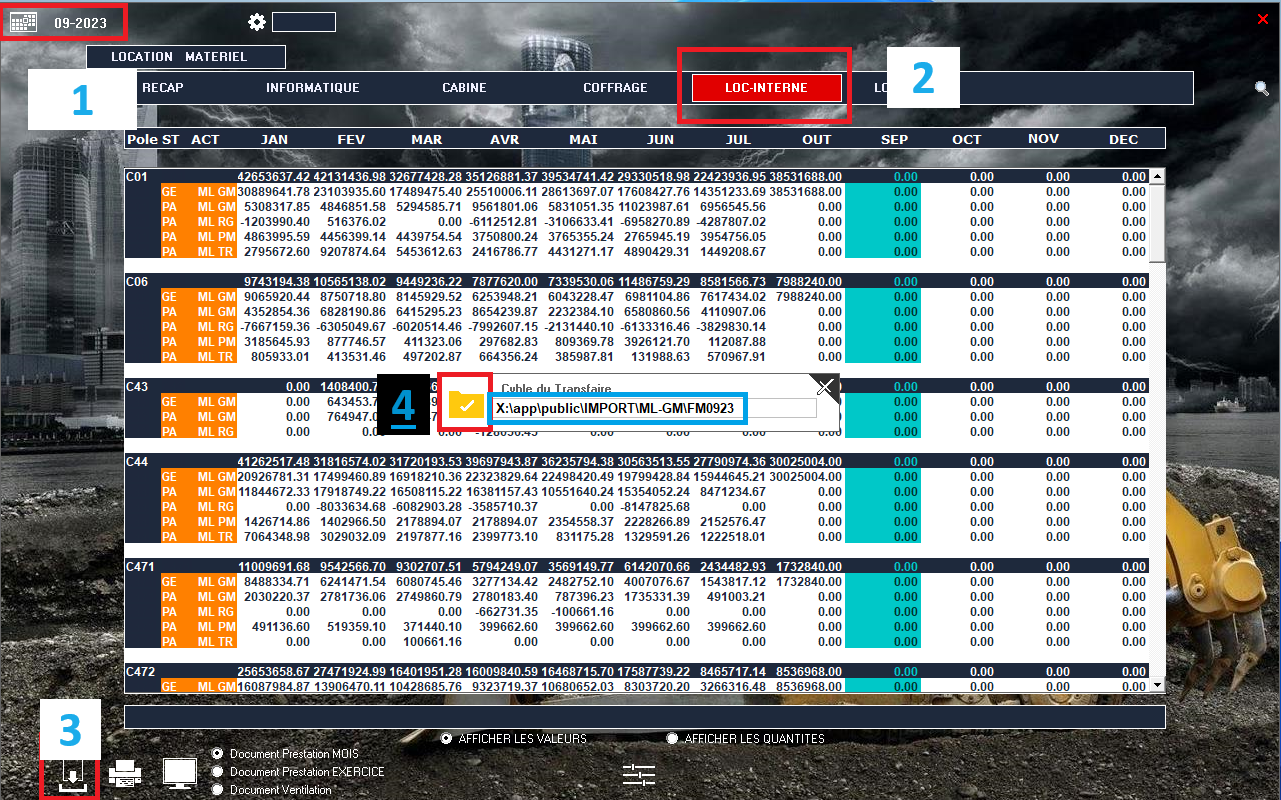 09-2023
LOCATION MATERIEL
1
2
RECAP INFORMATIQUE CABINE COFFRAGE LOC-INTERNE
Pole ST ACT JAN FEV MAR AVR MAI JUN JUL OUT SEP OCT NOV DEC
C01 42653637.42 42131436.98 32677428.28 35126881.37 39534741.42 29330518.98 22423936.95 38531688.00 0.00 0.00 0.00 0.00
GE ML GM 30889641.78 23103935.60 17489475.40 25510006.11 28613697.07 17608427.76 14351233.69 38531688.00 0.00 0.00 0.00 0.00
PA ML GM 5308317.85 4846851.58 5294585.71 9561801.06 5831051.35 11023987.61 6956545.56 0.00 0.00 0.00 0.00 0.00
PA ML RG -1203990.40 516376.02 0.00 -6112512.81 -3106633.41 -6958270.89 -4287807.02 0.00 0.00 0.00 0.00 0.00
PA ML PM 4863995.59 4456399.14 4439754.54 3750800.24 3765355.24 2765945.19 3954756.05 0.00 0.00 0.00 0.00 0.00
PA ML TR 2795672.60 9207874.64 5453612.63 2416786.77 4431271.17 4890429.31 1449208.67 0.00 0.00 0.00 0.00 0.00
C06 9743194.38 10565138.02 9449236.22 7877620.00 7339530.06 11486759.29 8581566.73 7988240.00 0.00 0.00 0.00 0.00
GE ML GM 9065920.44 8750718.80 8145929.52 6253948.21 6043228.47 6981104.86 7617434.02 7988240.00 0.00 0.00 0.00 0.00
PA ML GM 4352854.36 6828190.86 6415295.23 8654239.87 2232384.10 6580860.56 4110907.06 0.00 0.00 0.00 0.00 0.00
PA ML RG -7667159.36 -6305049.67 -6020514.46 -7992607.15 -2131440.10 -6133316.46 -3829830.14 0.00 0.00 0.00 0.00 0.00
PA ML PM 3185645.93 877746.57 411323.06 297682.83 809369.78 3926121.70 112087.88 0.00 0.00 0.00 0.00 0.00
PA ML TR 805933.01 413531.46 497202.87 664356.24 385987.81 131988.63 570967.91 0.00 0.00 0.00 0.00 0.00
C43 0.00 0.00 0.00 0.00 0.00
GE ML GM 0.00 0.00 0.00 0.00 0.00
PA ML GM 0.00 0.00 0.00 0.00 0.00
PA ML RG 0.00 0.00 0.00 0.00 0.00 0.00 0.00 0.00 0.00 0.00
4
Cyble du Transfaire
X:\app\public\IMPORT\ML-GM\FM0923
C44 41262517.48 31816574.02 31720193.53 39697943.87 36235794.38 30563513.55 27790974.36 30025004.00 0.00 0.00 0.00 0.00
GE ML GM 20926781.31 17499460.89 16918210.36 22323829.64 22498420.49 19799428.84 15944645.21 30025004.00 0.00 0.00 0.00 0.00
PA ML GM 11844672.33 17918749.22 16508115.22 16381157.43 10551640.24 15354052.24 8471234.67 0.00 0.00 0.00 0.00 0.00
PA ML RG 0.00 -8033634.68 -6082903.28 -3585710.37 0.00 -8147825.68 0.00 0.00 0.00 0.00 0.00 0.00
PA ML PM 1426714.86 1402966.50 2178894.07 2178894.07 2354558.37 2228266.89 2152576.47 0.00 0.00 0.00 0.00 0.00
PA ML TR 7064348.98 3029032.09 2197877.16 2399773.10 831175.28 1329591.26 1222518.01 0.00 0.00 0.00 0.00 0.00
C471 11009691.68 9542566.70 9302707.51 5794249.07 3569149.77 6142070.66 2434482.93 1732840.00 0.00 0.00 0.00 0.00
GE ML GM 8488334.71 6241471.54 6080745.46 3277134.42 2482752.10 4007076.67 1543817.12 1732840.00 0.00 0.00 0.00 0.00
PA ML GM 2030220.37 2781736.06 2749860.79 2780183.40 787396.23 1735331.39 491003.21 0.00 0.00 0.00 0.00 0.00
PA ML RG 0.00 0.00 0.00 -662731.35 -100661.16 0.00 0.00 0.00 0.00 0.00 0.00 0.00
PA ML PM 491136.60 519359.10 371440.10 399662.60 399662.60 399662.60 399662.60 0.00 0.00 0.00 0.00 0.00
PA ML TR 0.00 0.00 100661.16 0.00 0.00 0.00 0.00 0.00 0.00 0.00 0.00 0.00
C472 25653658.67 27471924.99 16401951.28 16009840.59 16468715.70 17587739.22 8465717.14 8536968.00 0.00 0.00 0.00 0.00
GE ML GM 16087984.87 13906470.11 10428685.76 9323719.37 10680652.03 8303720.20 3266316.48 8536968.00 0.00 0.00 0.00 0.00
3
AFFICHER LES VALEURS AFFICHER LES QUANTITES
Document Prestation MOIS
Document Prestation EXERCICE
Document Ventilation